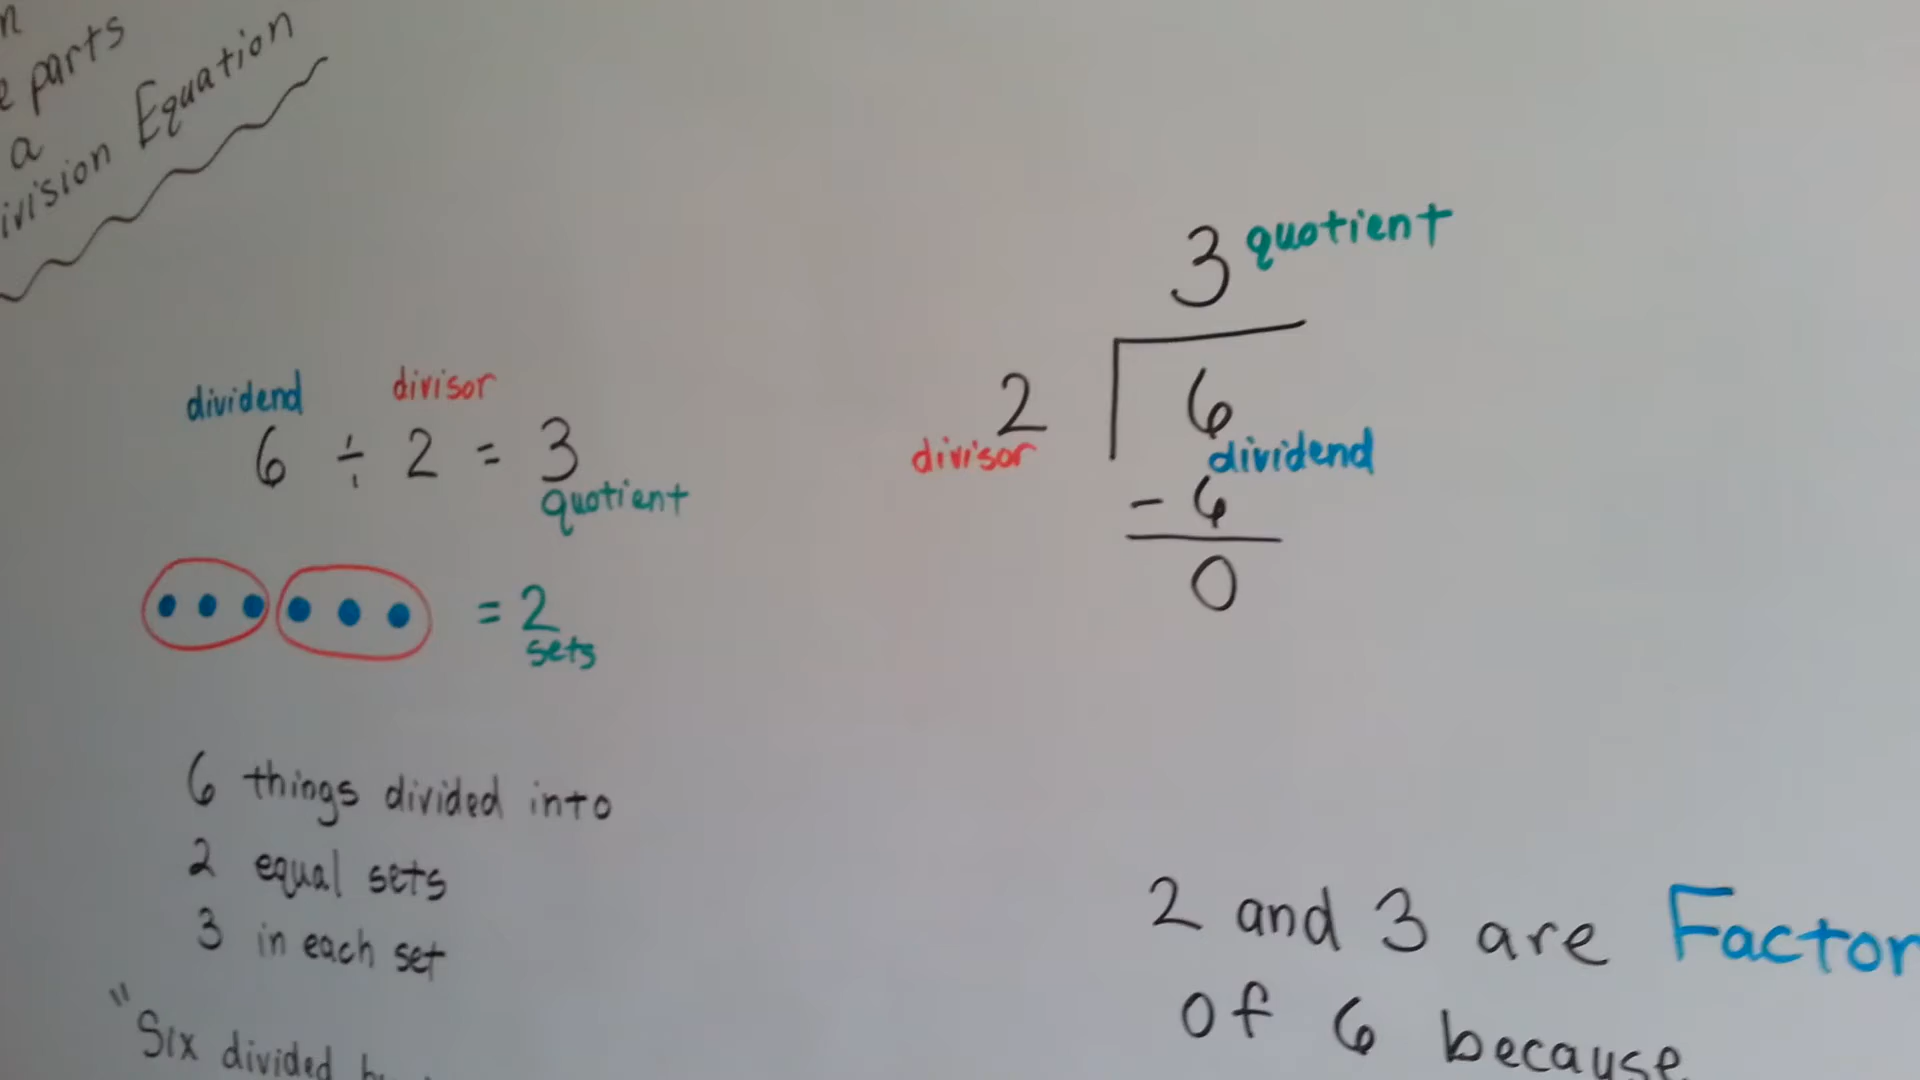 parts
a
Equation
dividend divisor
6 ÷ 2 = 3
quotient
= 2
sets
6 things divided into
2 equal sets
3 in each set
"Six divided
3 quotient
2 6
divisor dividend
- 6
0
2 and 3 are Factor
of 6 because